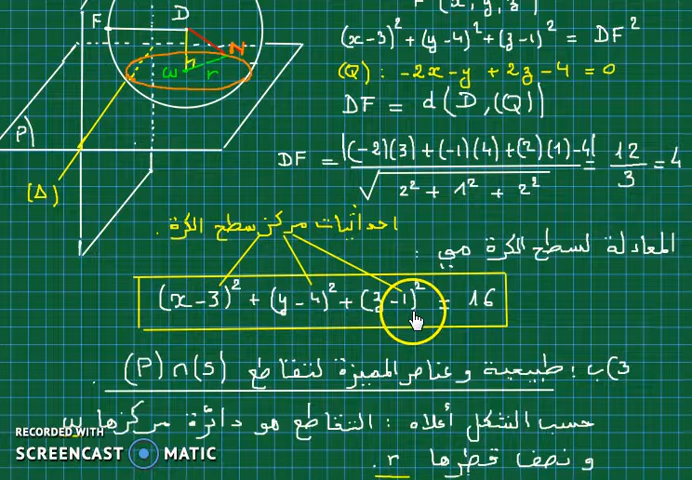 D
F
N
ω
r
P)
(Δ)
(x-3)² + (y-4)² + (z-1)² = DF²
(Q) : -2x-y + 2z-4 = 0
DF = d(D,(Q))
DF = |(-2)(3) + (-1)(4) + (2)(1) - 4| / √(2² + 1² + 2²) = 12/3 = 4
احداثيات مركز سطح الكرة .
المعادلة لسطح الكرة هي :
(x-3)² + (y-4)² + (z-1)² = 16
3)ب : طبيعية وعناصر المميزة لتقاطع (P) ∩ (S) .
حسب الشكل أعلاه : التقاطع هو دائرة مركزها ω
و نصف قطرها r .
RECORDED WITH
SCREENCAST MATIC